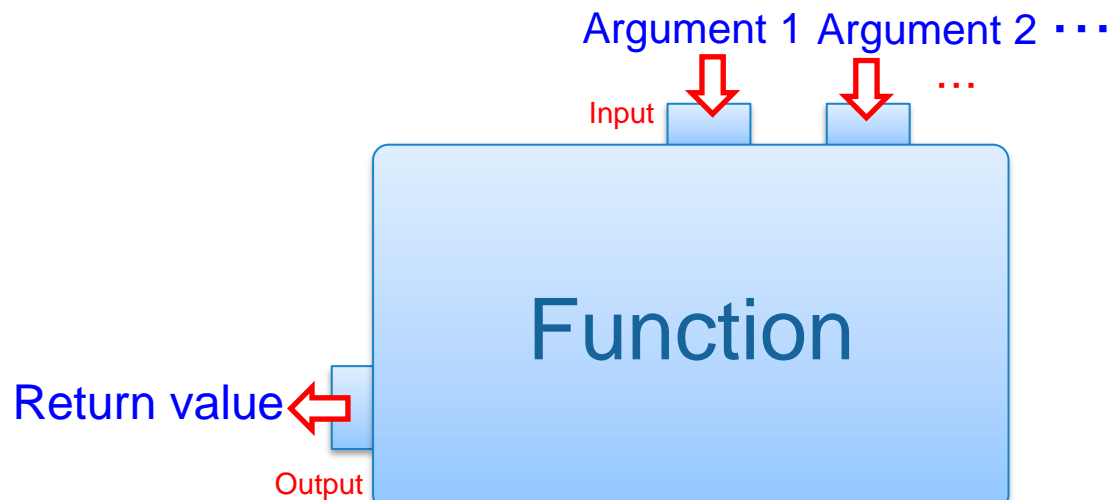 Argument 1 Argument 2 ･･･
...
Input
Function
Return value
Output